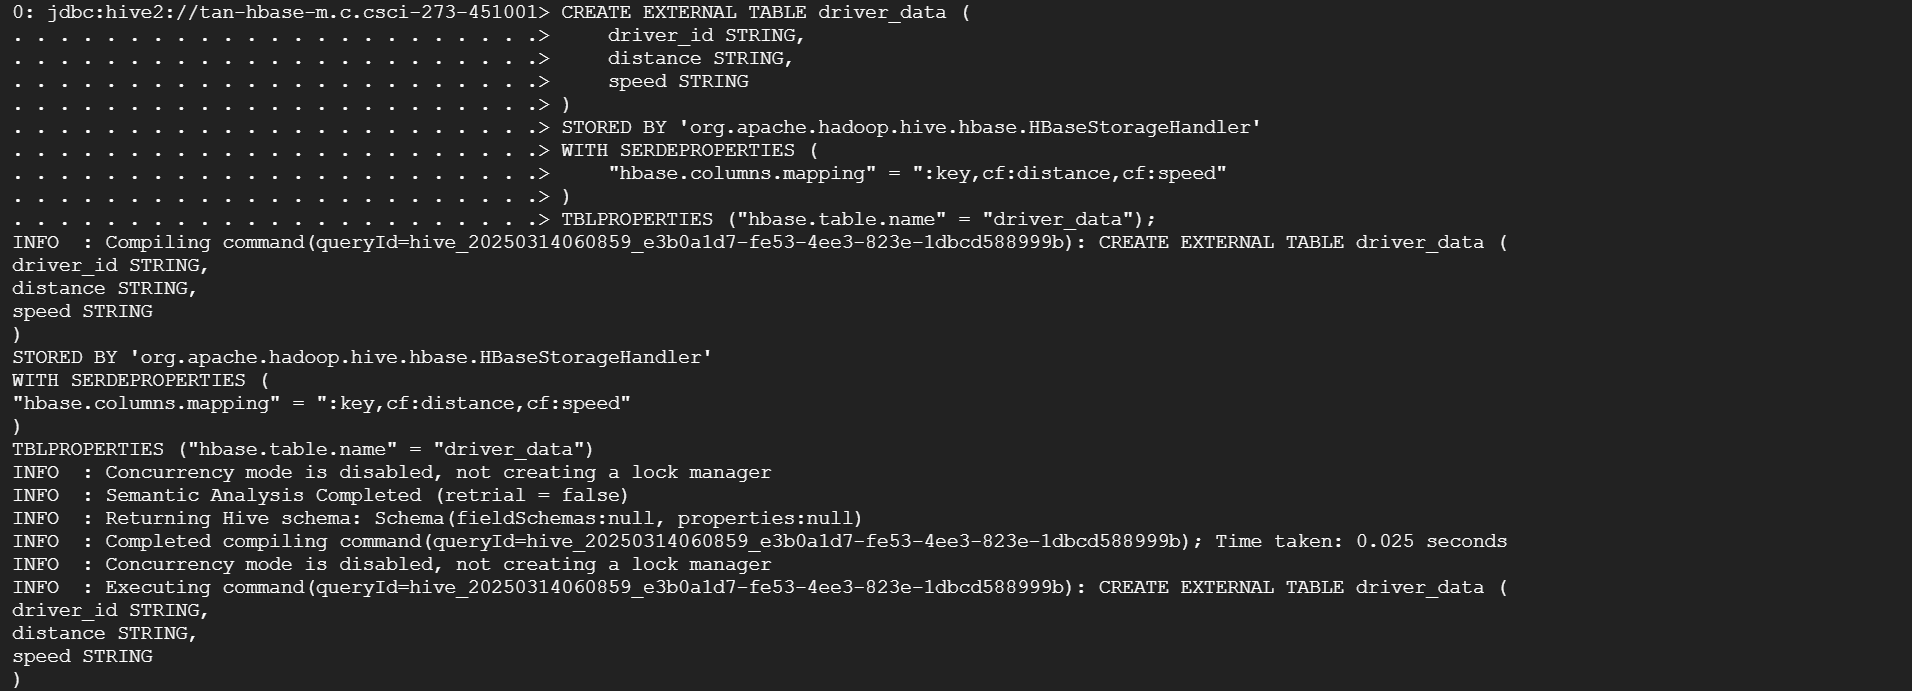 0: jdbc:hive2://tan-hbase-m.c.csci-273-451001> CREATE EXTERNAL TABLE driver_data (
. . . . . . . . . . . . . . . . . . . . . . .>     driver_id STRING,
. . . . . . . . . . . . . . . . . . . . . . .>     distance STRING,
. . . . . . . . . . . . . . . . . . . . . . .>     speed STRING
. . . . . . . . . . . . . . . . . . . . . . .> )
. . . . . . . . . . . . . . . . . . . . . . .> STORED BY 'org.apache.hadoop.hive.hbase.HBaseStorageHandler'
. . . . . . . . . . . . . . . . . . . . . . .> WITH SERDEPROPERTIES (
. . . . . . . . . . . . . . . . . . . . . . .>     "hbase.columns.mapping" = ":key,cf:distance,cf:speed"
. . . . . . . . . . . . . . . . . . . . . . .> )
. . . . . . . . . . . . . . . . . . . . . . .> TBLPROPERTIES ("hbase.table.name" = "driver_data");
INFO  : Compiling command(queryId=hive_20250314060859_e3b0a1d7-fe53-4ee3-823e-1dbcd588999b): CREATE EXTERNAL TABLE driver_data (
driver_id STRING,
distance STRING,
speed STRING
)
STORED BY 'org.apache.hadoop.hive.hbase.HBaseStorageHandler'
WITH SERDEPROPERTIES (
"hbase.columns.mapping" = ":key,cf:distance,cf:speed"
)
TBLPROPERTIES ("hbase.table.name" = "driver_data")
INFO  : Concurrency mode is disabled, not creating a lock manager
INFO  : Semantic Analysis Completed (retrial = false)
INFO  : Returning Hive schema: Schema(fieldSchemas:null, properties:null)
INFO  : Completed compiling command(queryId=hive_20250314060859_e3b0a1d7-fe53-4ee3-823e-1dbcd588999b); Time taken: 0.025 seconds
INFO  : Concurrency mode is disabled, not creating a lock manager
INFO  : Executing command(queryId=hive_20250314060859_e3b0a1d7-fe53-4ee3-823e-1dbcd588999b): CREATE EXTERNAL TABLE driver_data (
driver_id STRING,
distance STRING,
speed STRING
)